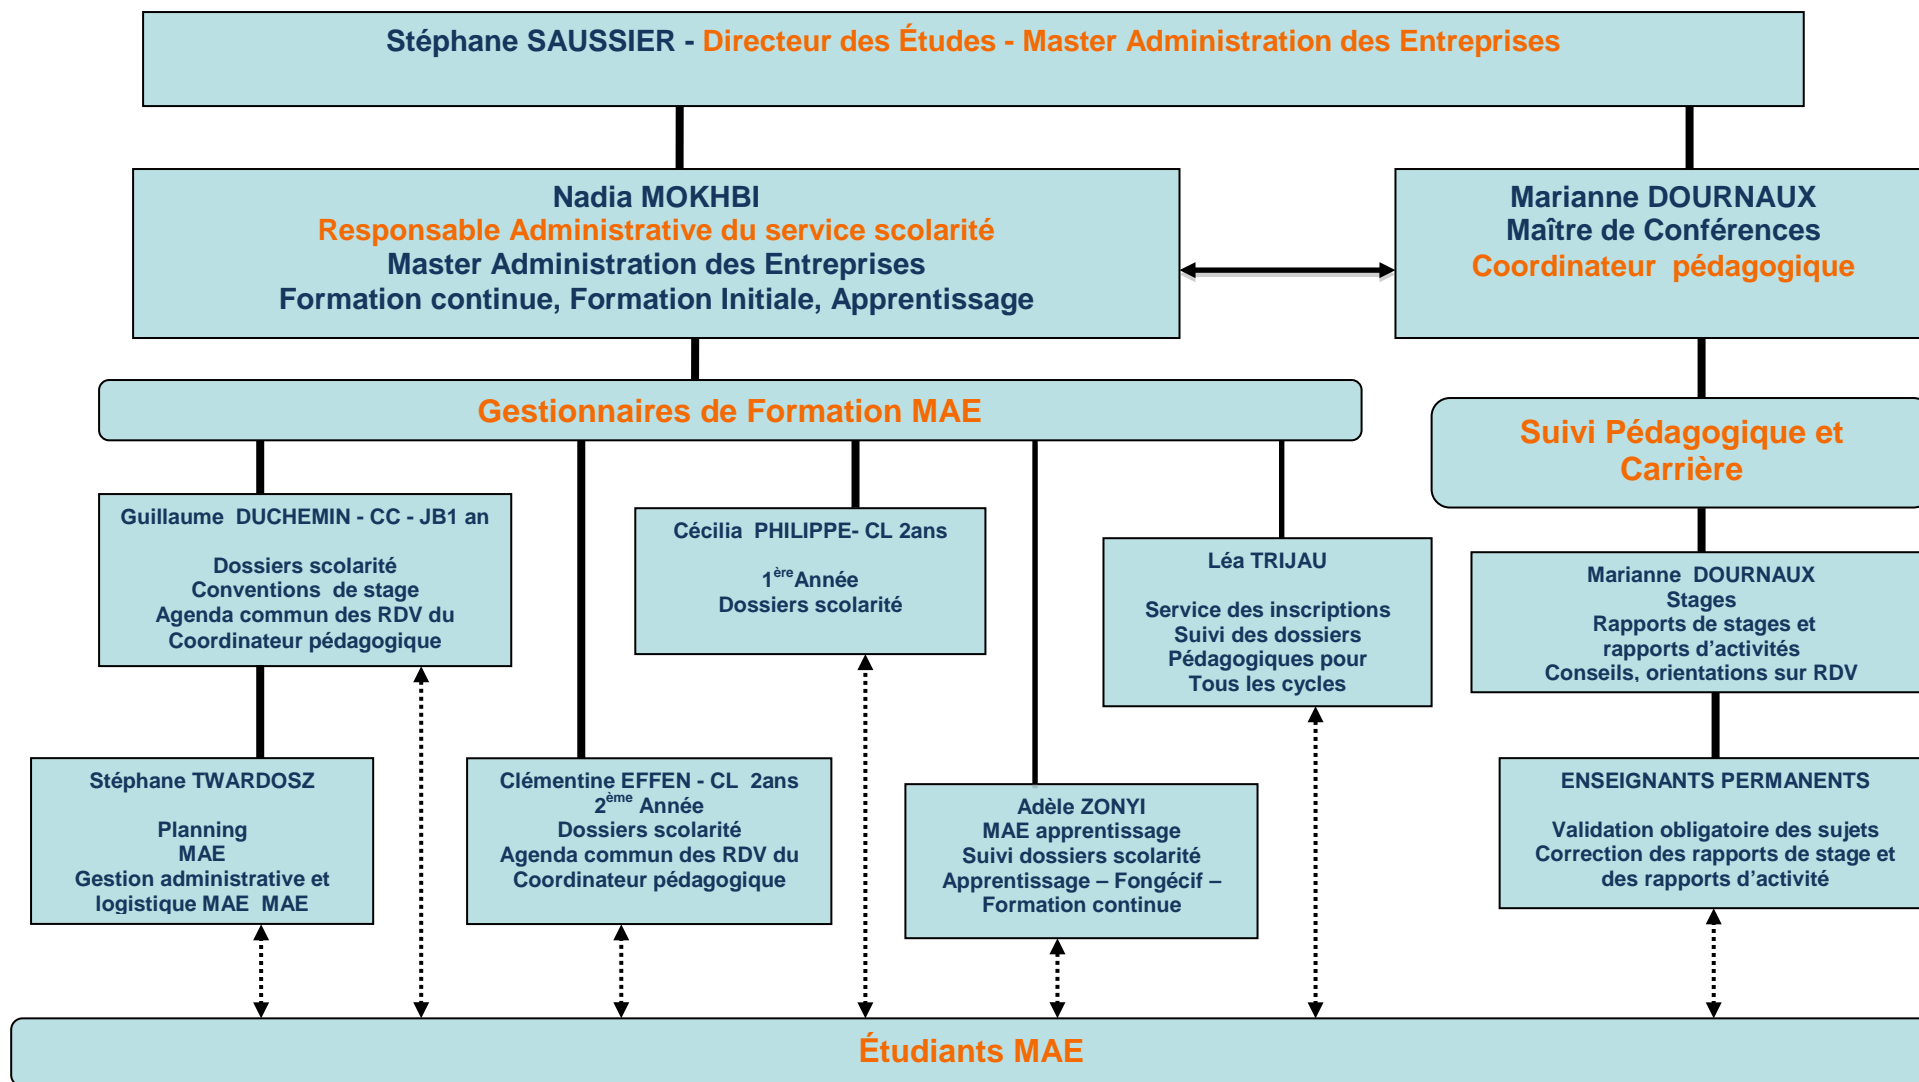 Stéphane SAUSSIER - Directeur des Études - Master Administration des Entreprises
Nadia MOKHBI
Responsable Administrative du service scolarité
Master Administration des Entreprises
Formation continue, Formation Initiale, Apprentissage
Marianne DOURNAUX
Maître de Conférences
Coordinateur pédagogique
Gestionnaires de Formation MAE
Suivi Pédagogique et
Carrière
Guillaume DUCHEMIN - CC - JB1 an
Dossiers scolarité
Conventions de stage
Agenda commun des RDV du
Coordinateur pédagogique
Cécilia PHILIPPE- CL 2ans
1ère Année
Dossiers scolarité
Léa TRIJAU
Service des inscriptions
Suivi des dossiers
Pédagogiques pour
Tous les cycles
Marianne DOURNAUX
Stages
Rapports de stages et
rapports d’activités
Conseils, orientations sur RDV
Stéphane TWARDOSZ
Planning
MAE
Gestion administrative et
logistique MAE MAE
Clémentine EFFEN - CL 2ans
2ème Année
Dossiers scolarité
Agenda commun des RDV du
Coordinateur pédagogique
Adèle ZONYI
MAE apprentissage
Suivi dossiers scolarité
Apprentissage – Fongécif –
Formation continue
ENSEIGNANTS PERMANENTS
Validation obligatoire des sujets
Correction des rapports de stage et
des rapports d’activité
Étudiants MAE